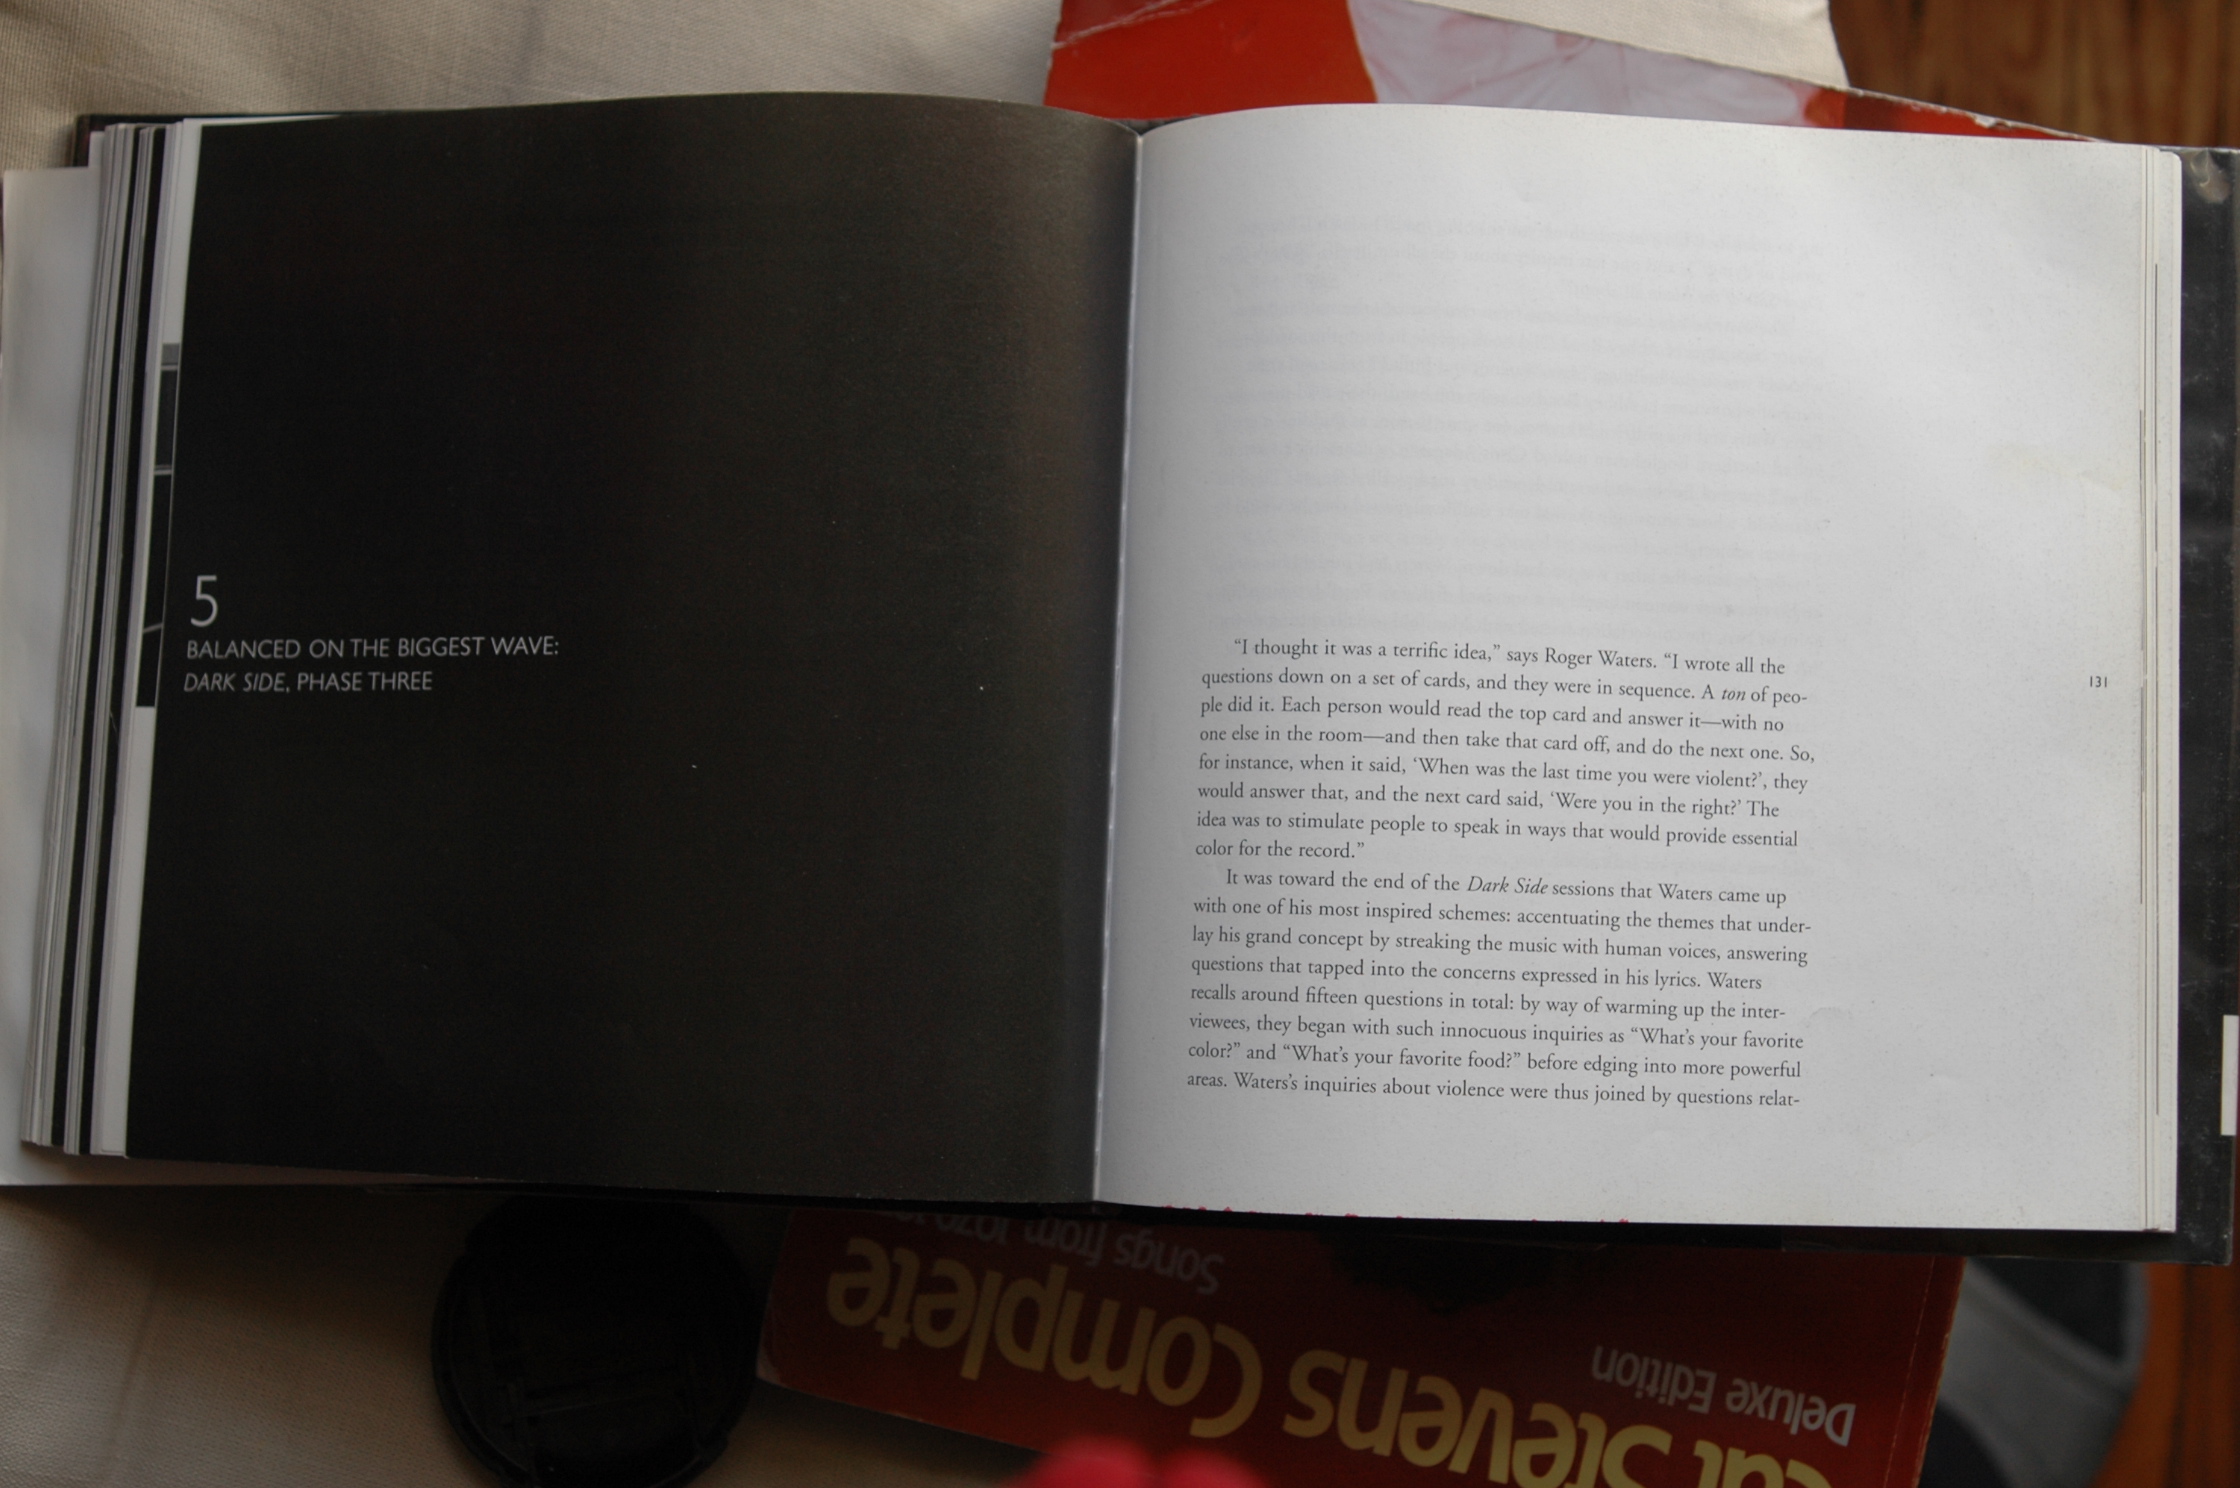 5
BALANCED ON THE BIGGEST WAVE:
DARK SIDE, PHASE THREE
“I thought it was a terrific idea,” says Roger Waters. “I wrote all the
questions down on a set of cards, and they were in sequence. A ton of peo-
ple did it. Each person would read the top card and answer it—with no
one else in the room—and then take that card off, and do the next one. So,
for instance, when it said, ‘When was the last time you were violent?’, they
would answer that, and the next card said, ‘Were you in the right?’ The
idea was to stimulate people to speak in ways that would provide essential
color for the record.”
It was toward the end of the Dark Side sessions that Waters came up
with one of his most inspired schemes: accentuating the themes that under-
lay his grand concept by streaking the music with human voices, answering
questions that tapped into the concerns expressed in his lyrics. Waters
recalls around fifteen questions in total: by way of warming up the inter-
viewees, they began with such innocuous inquiries as “What’s your favorite
color?” and “What’s your favorite food?” before edging into more powerful
areas. Waters’s inquiries about violence were thus joined by questions relat-
131
Stevens Complete
Deluxe Edition
Songs from